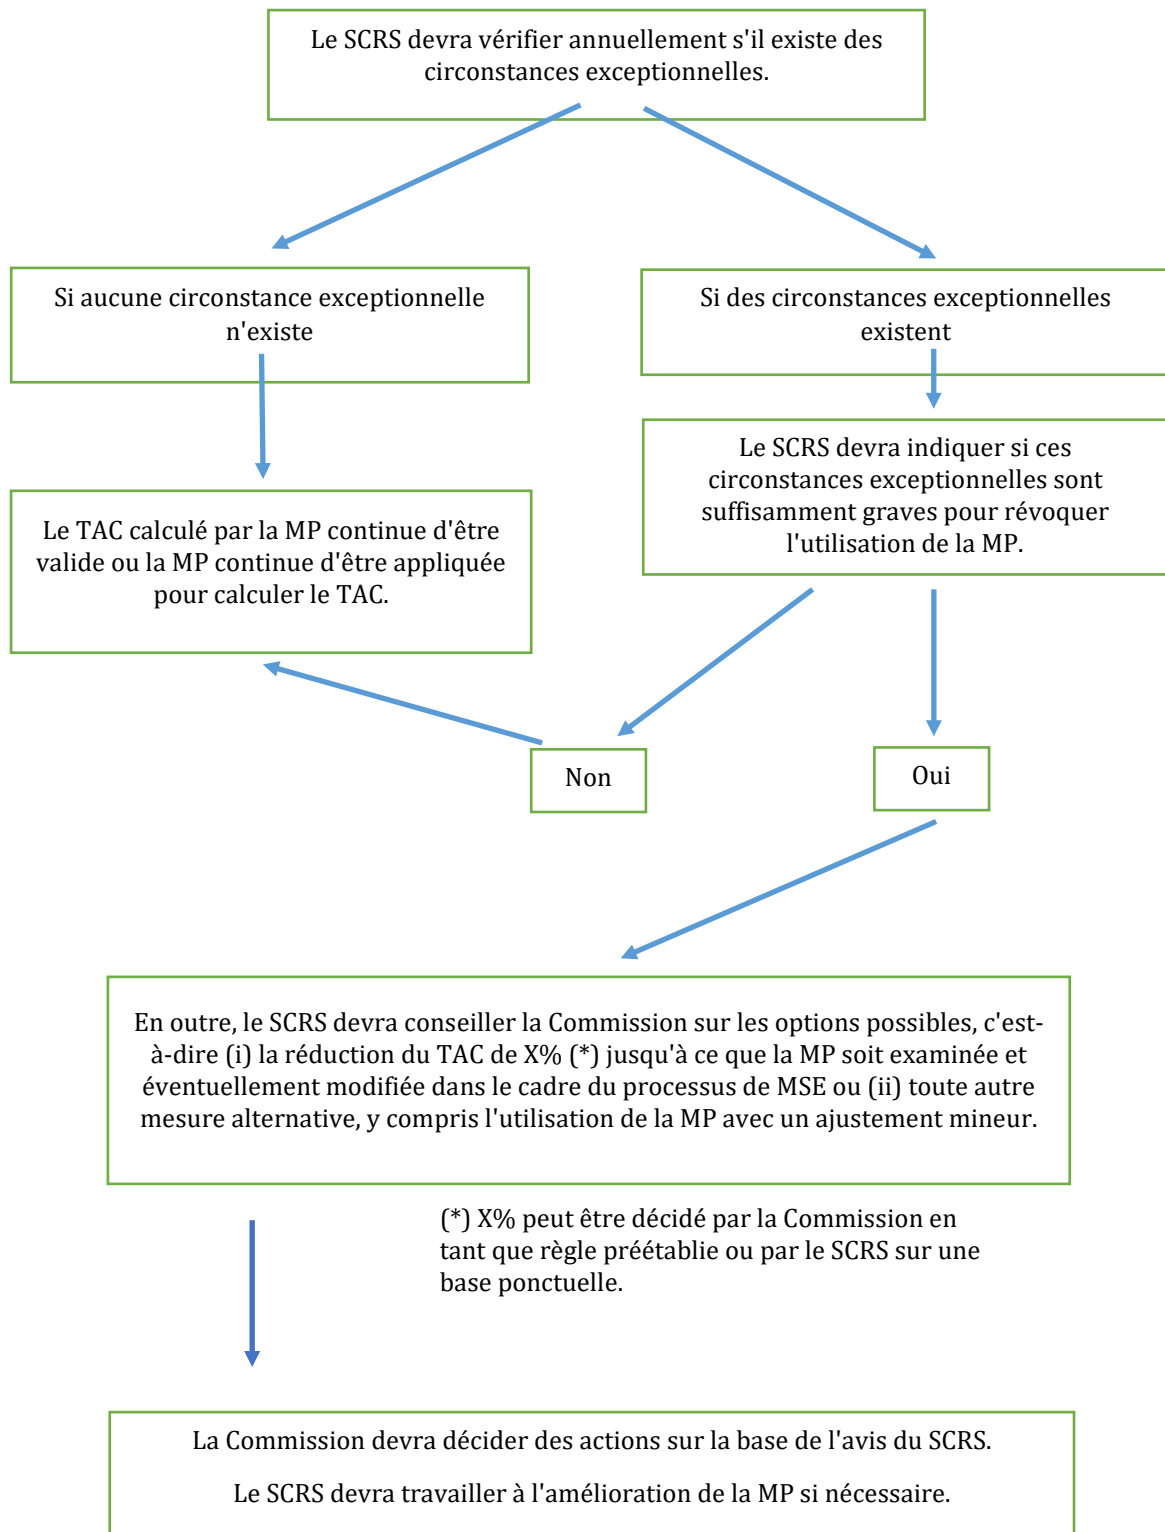 Le SCRS devra vérifier annuellement s'il existe des
circonstances exceptionnelles.
Si aucune circonstance exceptionnelle
n'existe
Si des circonstances exceptionnelles
existent
Le TAC calculé par la MP continue d'être
valide ou la MP continue d'être appliquée
pour calculer le TAC.
Le SCRS devra indiquer si ces
circonstances exceptionnelles sont
suffisamment graves pour révoquer
l'utilisation de la MP.
Non
Oui
En outre, le SCRS devra conseiller la Commission sur les options possibles, c'est-
à-dire (i) la réduction du TAC de X% (*) jusqu'à ce que la MP soit examinée et
éventuellement modifiée dans le cadre du processus de MSE ou (ii) toute autre
mesure alternative, y compris l'utilisation de la MP avec un ajustement mineur.
(*) X% peut être décidé par la Commission en
tant que règle préétablie ou par le SCRS sur une
base ponctuelle.
La Commission devra décider des actions sur la base de l'avis du SCRS.
Le SCRS devra travailler à l'amélioration de la MP si nécessaire.